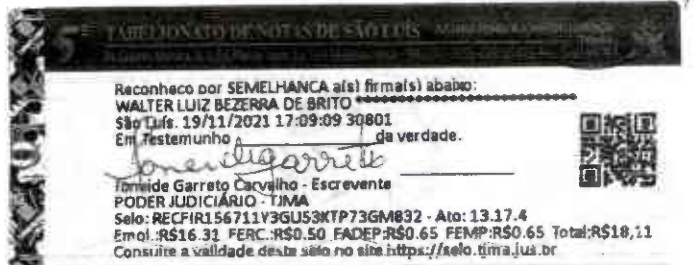 5º TABELIONATO DE NOTAS DE SÃO LUÍS
Reconheço por SEMELHANCA a(s) firma(s) abaixo:
WALTER LUIZ BEZERRA DE BRITO
São Luís. 19/11/2021 17:09:09 30801
Em Testemunho da verdade.
Garreto Carvalho - Escrevente
PODER JUDICIÁRIO - TJMA
Selo: RECFIR156711Y3GU53KTP73GM832 - Ato: 13.17.4
Emol.:R$16.31 FERC.:R$0.50 FADEP:R$0.65 FEMP:R$0.65 Total:R$18,11
Consulte a validade deste selo no site https://selo.tjma.jus.br